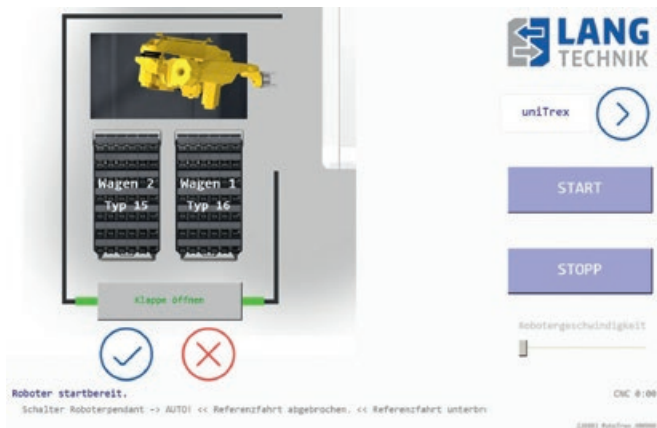 LANG
TECHNIK
uniTrex
Wagen 2
Typ 15
Wagen 1
Typ 16
START
STOPP
Klappe öffnen
Robotergeschwindigkeit
Roboter startbereit.
CNC 0:00
Schalter Roboterpendant -> AUTO! << Referenzfahrt abgebrochen. << Referenzfahrt unterbr